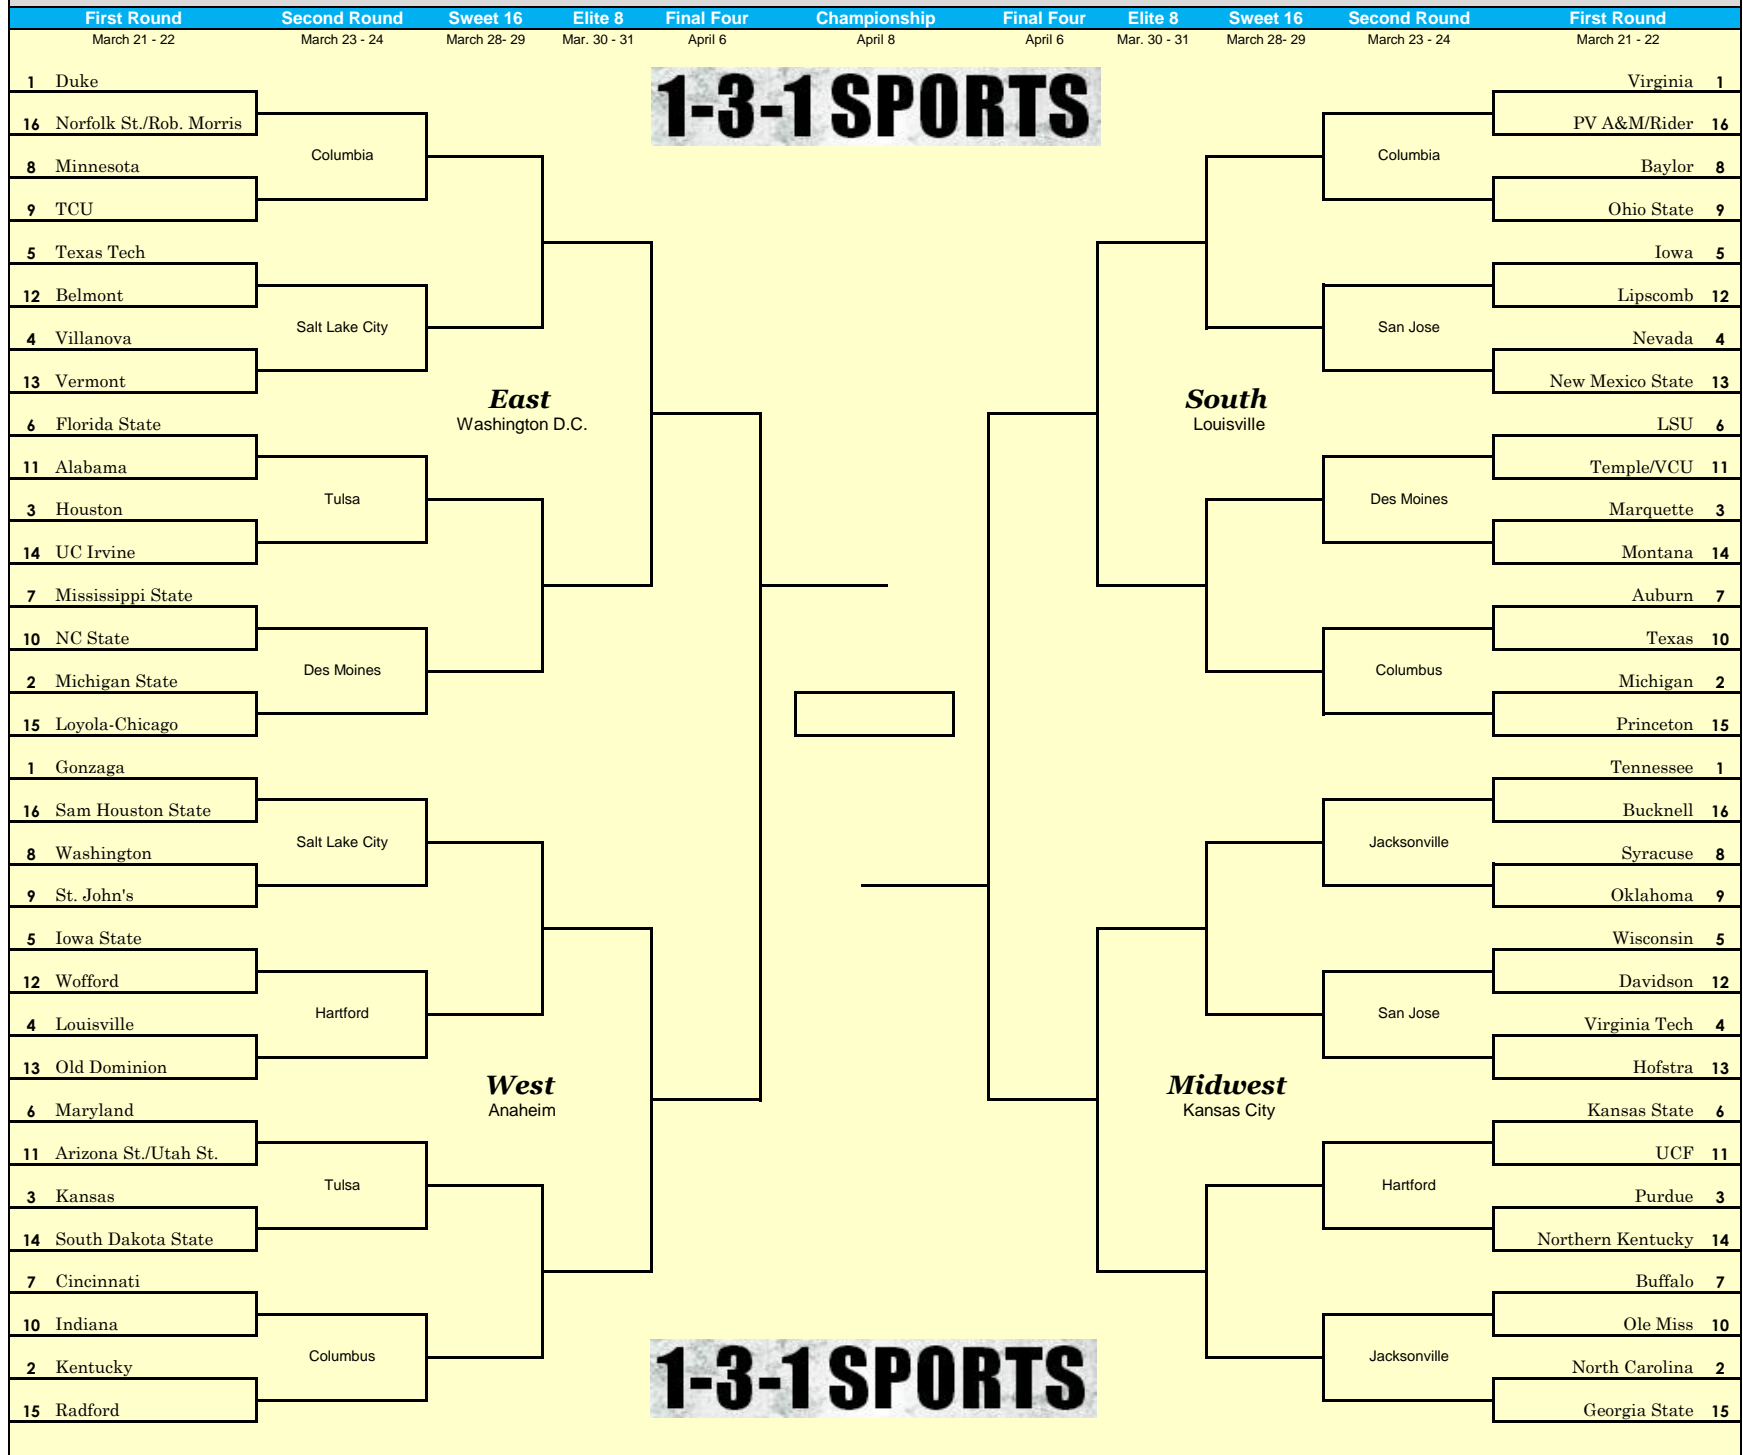 First Round Second Round Sweet 16 Elite 8 Final Four Championship Final Four Elite 8 Sweet 16 Second Round First Round
March 21 - 22 March 23 - 24 March 28- 29 Mar. 30 - 31 April 6 April 8 April 6 Mar. 30 - 31 March 28- 29 March 23 - 24 March 21 - 22
1-3-1 SPORTS
1 Duke
16 Norfolk St./Rob. Morris
Columbia
8 Minnesota
9 TCU
5 Texas Tech
12 Belmont
Salt Lake City
4 Villanova
13 Vermont
East
Washington D.C.
6 Florida State
11 Alabama
Tulsa
3 Houston
14 UC Irvine
7 Mississippi State
10 NC State
Des Moines
2 Michigan State
15 Loyola-Chicago
1 Gonzaga
16 Sam Houston State
Salt Lake City
8 Washington
9 St. John's
5 Iowa State
12 Wofford
Hartford
4 Louisville
13 Old Dominion
West
Anaheim
6 Maryland
11 Arizona St./Utah St.
Tulsa
3 Kansas
14 South Dakota State
7 Cincinnati
10 Indiana
Columbus
2 Kentucky
15 Radford
Virginia 1
PV A&M/Rider 16
Columbia
Baylor 8
Ohio State 9
Iowa 5
Lipscomb 12
San Jose
Nevada 4
New Mexico State 13
South
Louisville
LSU 6
Temple/VCU 11
Des Moines
Marquette 3
Montana 14
Auburn 7
Texas 10
Columbus
Michigan 2
Princeton 15
Tennessee 1
Bucknell 16
Jacksonville
Syracuse 8
Oklahoma 9
Wisconsin 5
Davidson 12
San Jose
Virginia Tech 4
Hofstra 13
Midwest
Kansas City
Kansas State 6
UCF 11
Hartford
Purdue 3
Northern Kentucky 14
Buffalo 7
Ole Miss 10
Jacksonville
North Carolina 2
Georgia State 15
1-3-1 SPORTS